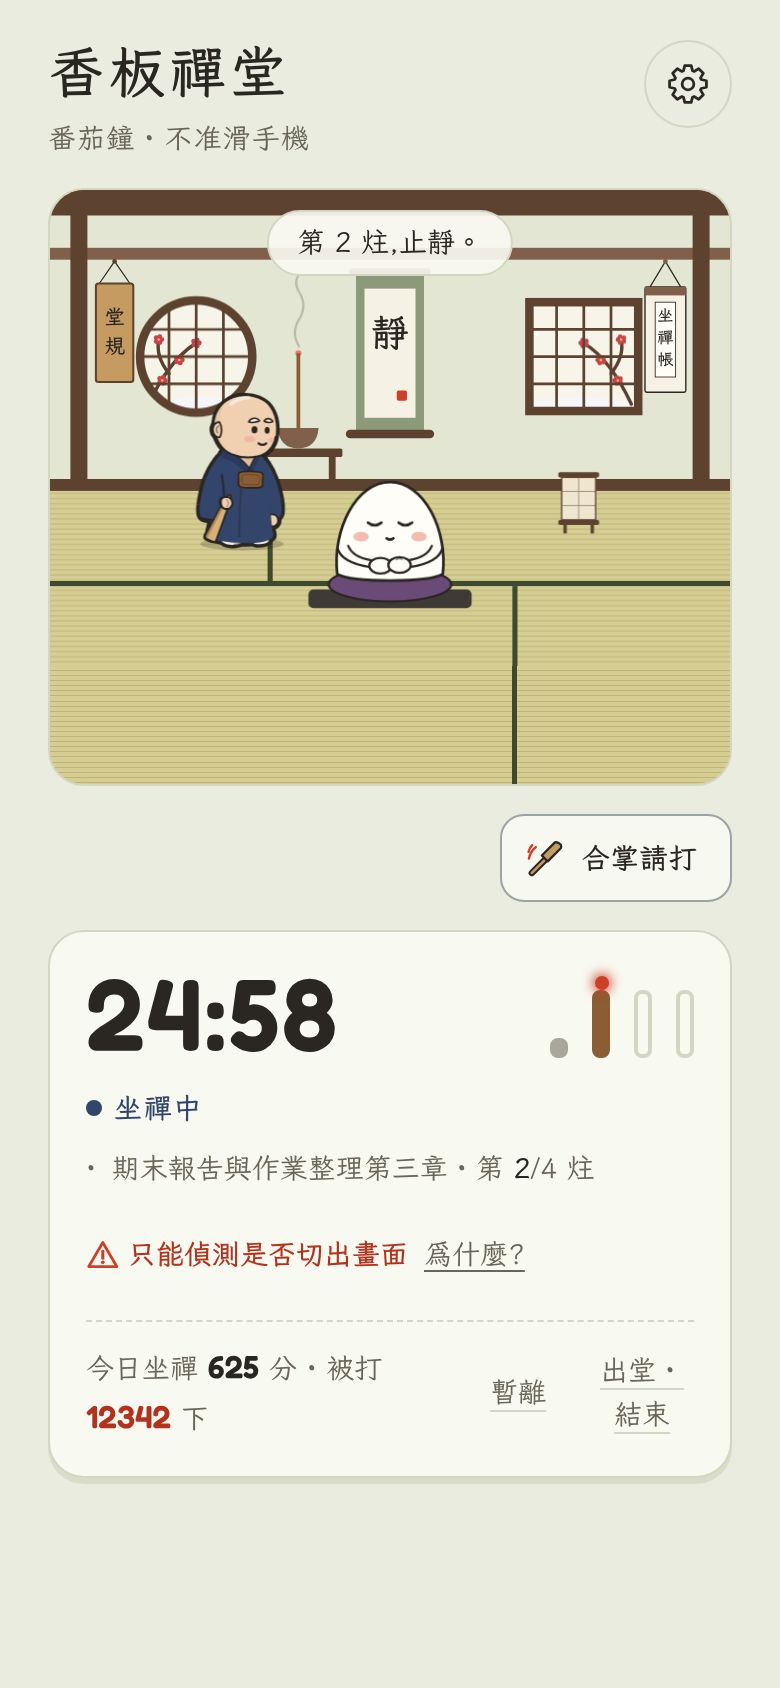 香板禪堂
番茄鐘・不准滑手機
第 2 炷,止靜。
堂規
靜
坐禪帳
合掌請打
24:58
坐禪中
・ 期末報告與作業整理第三章・第 2/4 炷
只能偵測是否切出畫面 為什麼?
今日坐禪 625 分・被打
12342 下
暫離
出堂・
結束